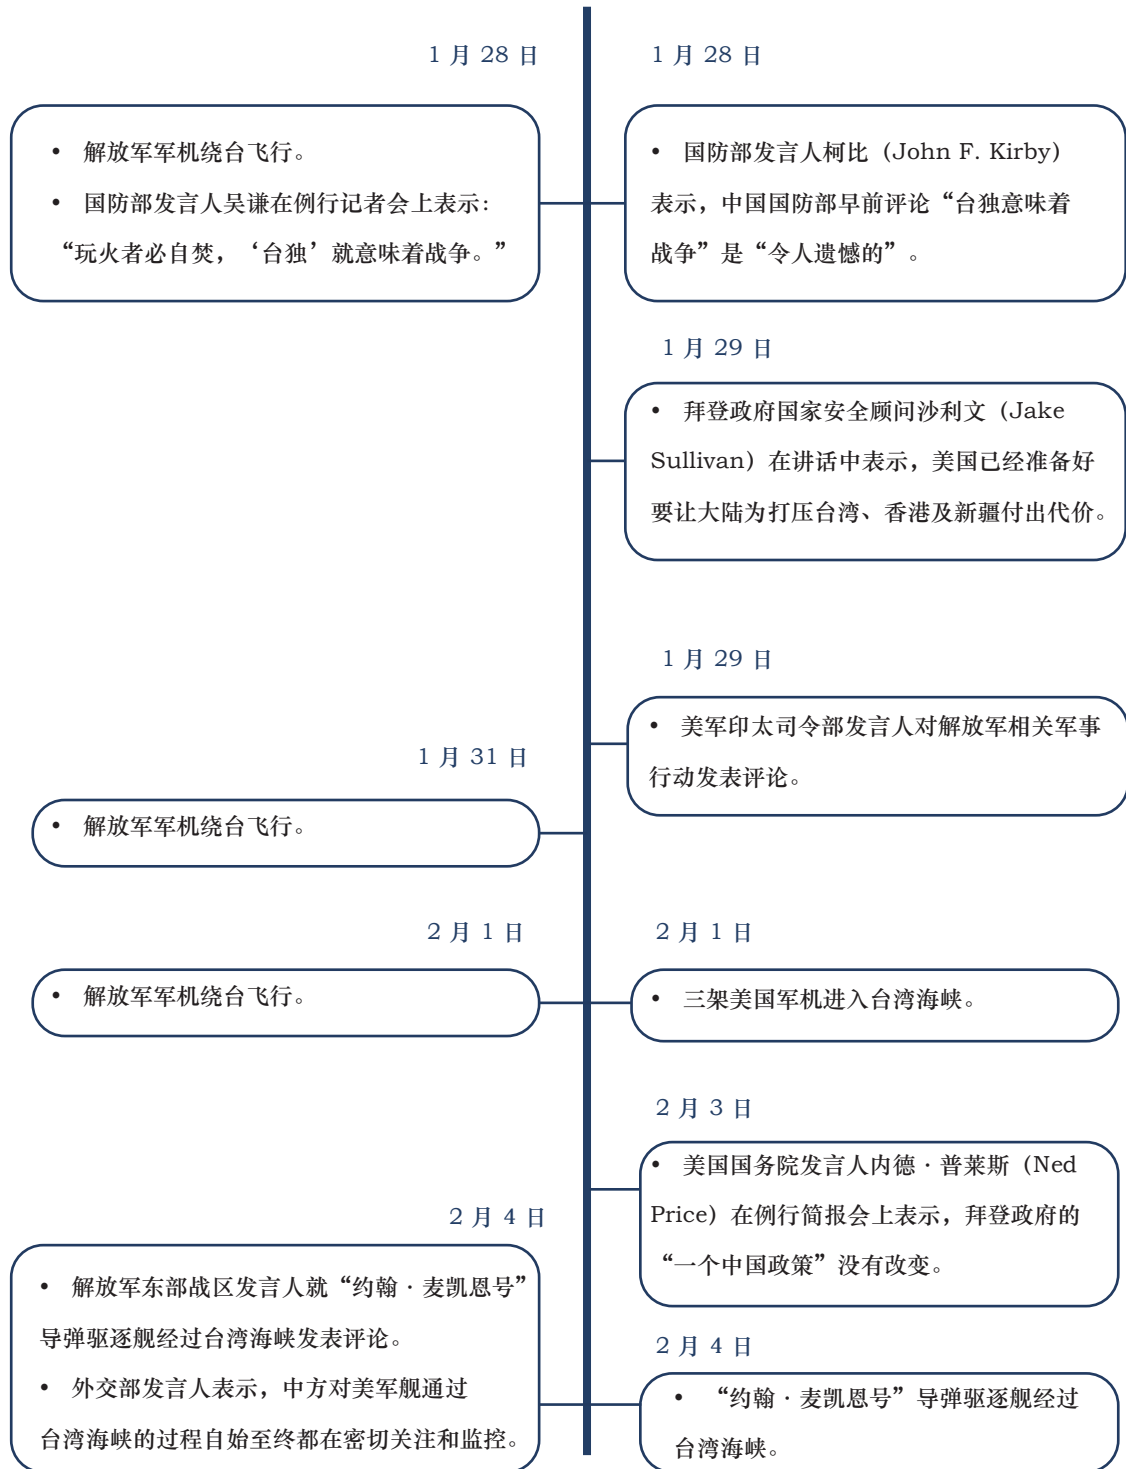 1 月 28 日
• 解放军军机绕台飞行。
• 国防部发言人吴谦在例行记者会上表示：
“玩火者必自焚，‘台独’就意味着战争。”
1 月 28 日
• 国防部发言人柯比（John F. Kirby）
表示，中国国防部早前评论“台独意味着
战争”是“令人遗憾的”。
1 月 29 日
• 拜登政府国家安全顾问沙利文（Jake
Sullivan）在讲话中表示，美国已经准备好
要让大陆为打压台湾、香港及新疆付出代价。
1 月 29 日
• 美军印太司令部发言人对解放军相关军事
行动发表评论。
1 月 31 日
• 解放军军机绕台飞行。
2 月 1 日
• 解放军军机绕台飞行。
2 月 1 日
• 三架美国军机进入台湾海峡。
2 月 3 日
• 美国国务院发言人内德 · 普莱斯（Ned
Price）在例行简报会上表示，拜登政府的
“一个中国政策”没有改变。
2 月 4 日
• 解放军东部战区发言人就“约翰 · 麦凯恩号”
导弹驱逐舰经过台湾海峡发表评论。
• 外交部发言人表示，中方对美军舰通过
台湾海峡的过程自始至终都在密切关注和监控。
2 月 4 日
• “约翰 · 麦凯恩号”导弹驱逐舰经过
台湾海峡。